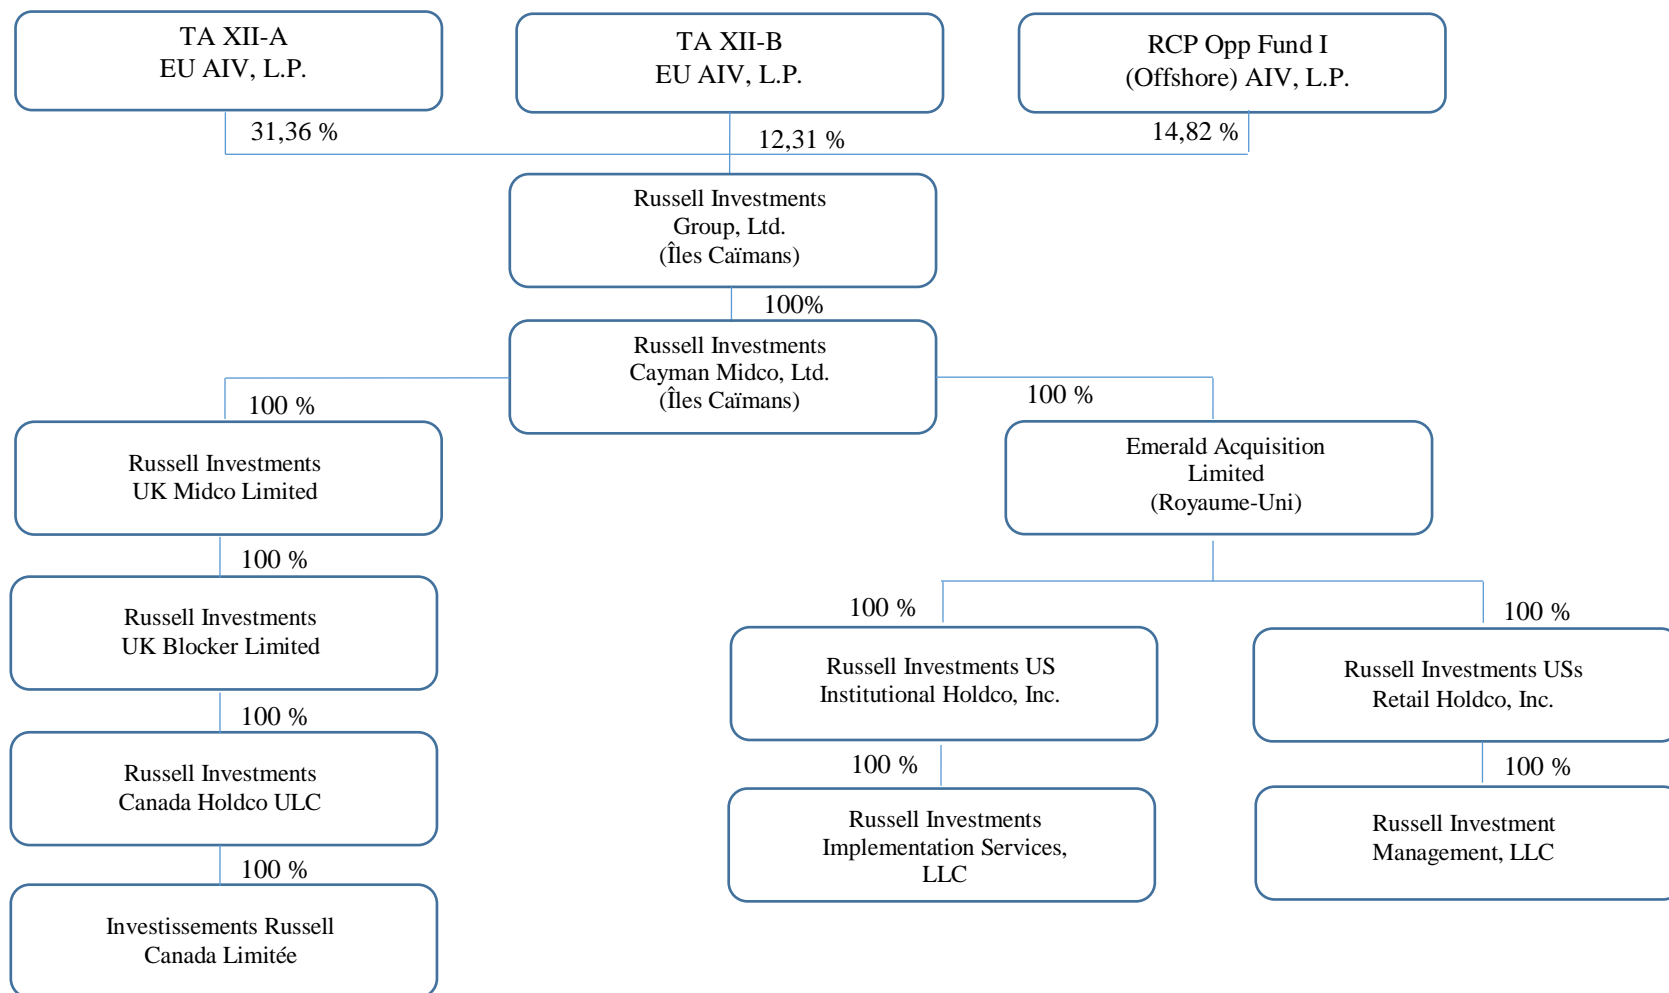 TA XII-A
EU AIV, L.P.
TA XII-B
EU AIV, L.P.
RCP Opp Fund I
(Offshore) AIV, L.P.
31,36 %
12,31 %
14,82 %
Russell Investments
Group, Ltd.
(Îles Caïmans)
100%
Russell Investments
Cayman Midco, Ltd.
(Îles Caïmans)
100 %
100 %
Russell Investments
UK Midco Limited
Emerald Acquisition
Limited
(Royaume-Uni)
100 %
Russell Investments
UK Blocker Limited
100 %
100 %
Russell Investments US
Institutional Holdco, Inc.
Russell Investments USs
Retail Holdco, Inc.
100 %
Russell Investments
Canada Holdco ULC
100 %
100 %
Russell Investments
Implementation Services,
LLC
Russell Investment
Management, LLC
100 %
Investissements Russell
Canada Limitée